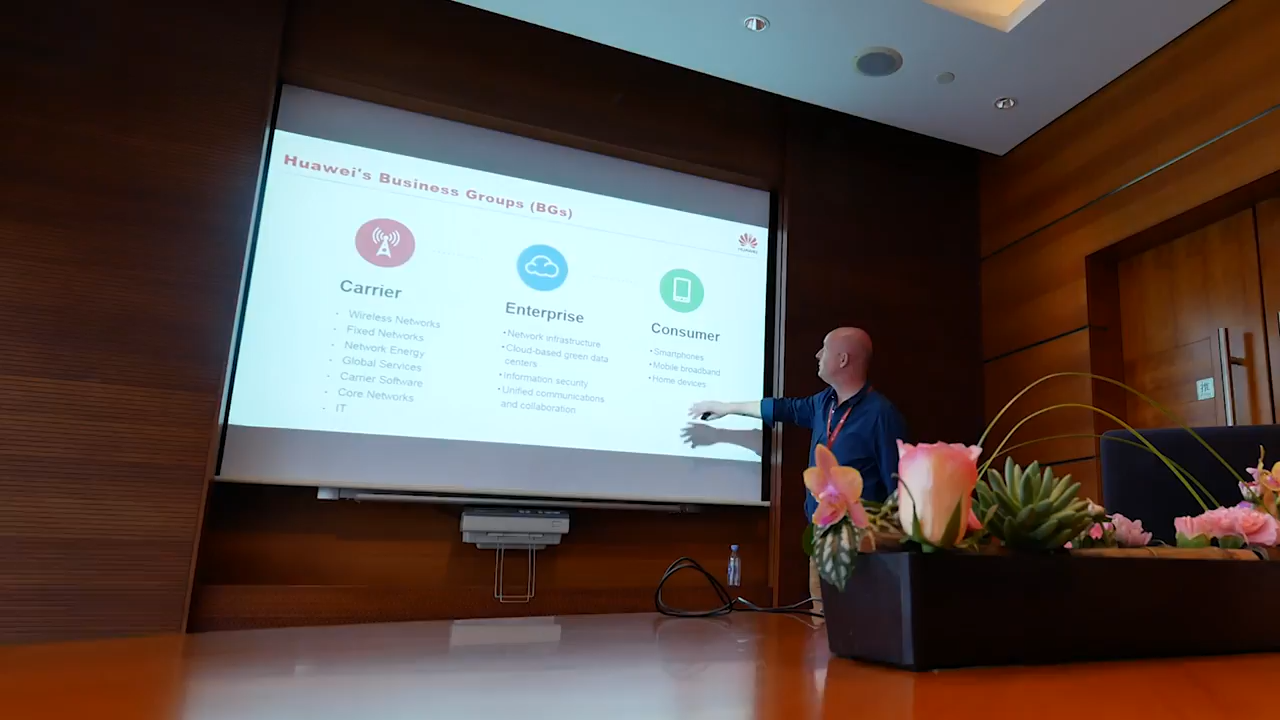 Huawei's Business Groups (BGs)
HUAWEI
Carrier
- Wireless Networks
- Fixed Networks
- Network Energy
- Global Services
- Carrier Software
- Core Networks
- IT
Enterprise
• Network infrastructure
• Cloud-based green data
centers
• Information security
• Unified communications
and collaboration
Consumer
• Smartphones
• Mobile broadband
• Home devices